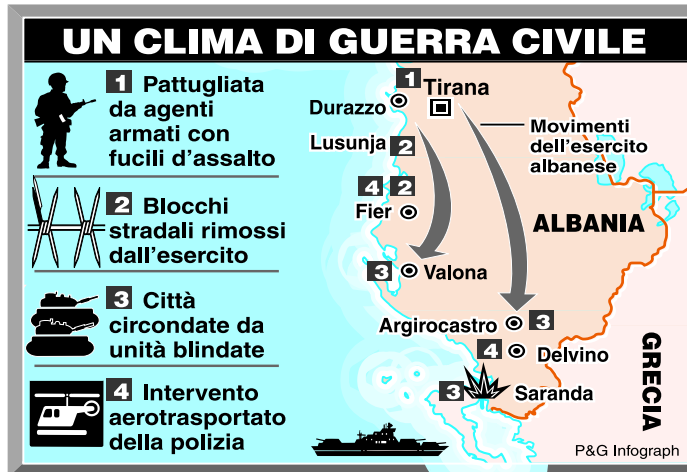 UN CLIMA DI GUERRA CIVILE
1 Pattugliata
da agenti
armati con
fucili d'assalto
2 Blocchi
stradali rimossi
dall'esercito
3 Città
circondate da
unità blindate
4 Intervento
aerotrasportato
della polizia
1 Tirana
Durazzo
Lusunja 2
4 2
Fier
3 Valona
Argirocastro 3
4 Delvino
3 Saranda
Movimenti
dell'esercito
albanese
ALBANIA
GRECIA
P&G Infograph